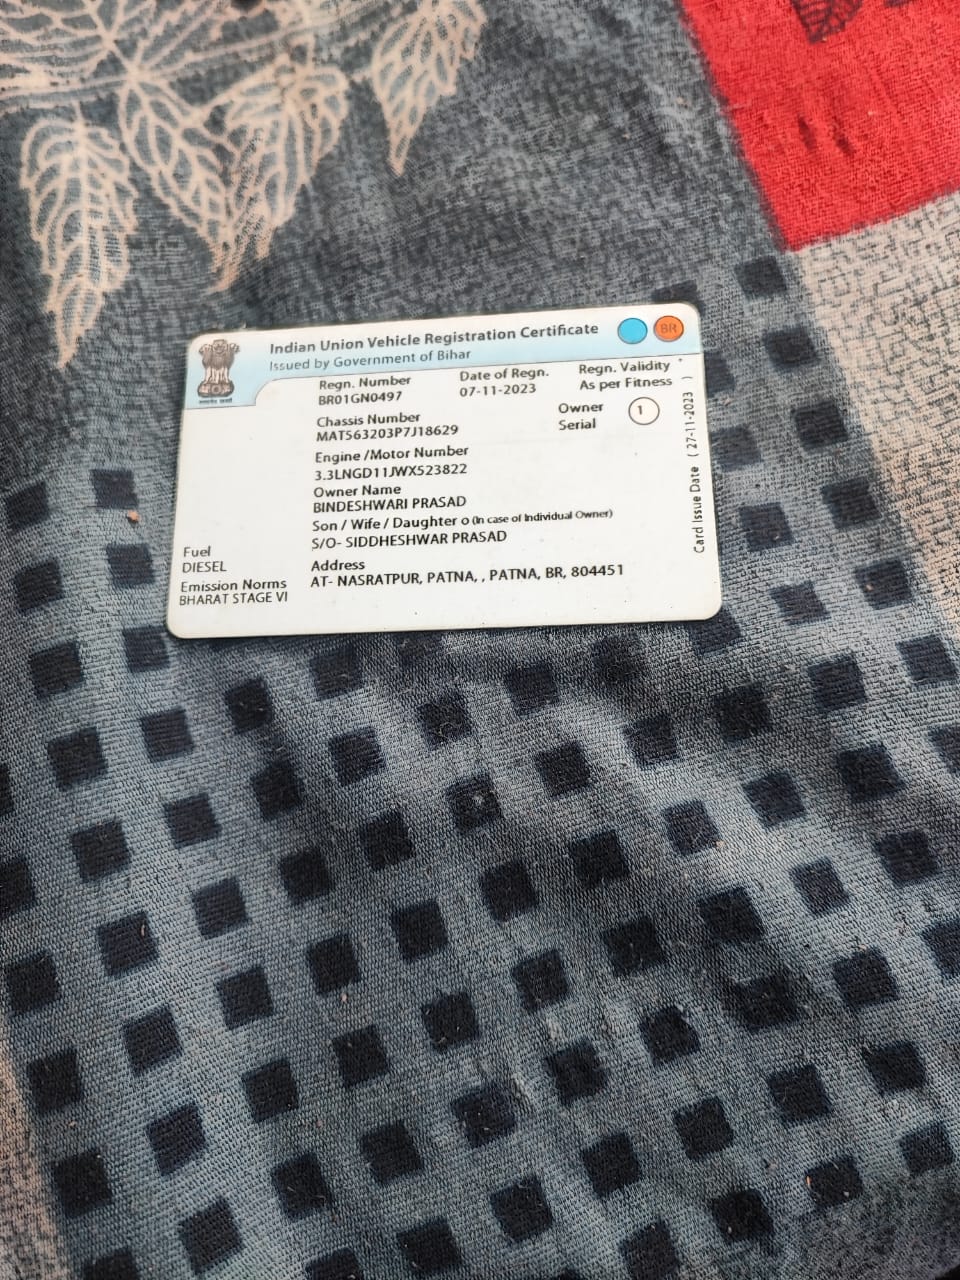 Indian Union Vehicle Registration Certificate
Issued by Government of Bihar
BR
Regn. Number
BR01GN0497
Date of Regn.
07-11-2023
Regn. Validity *
As per Fitness
Chassis Number
MAT563203P7J18629
Owner
Serial
1
Engine /Motor Number
3.3LNGD11JWX523822
Owner Name
BINDESHWARI PRASAD
Son / Wife / Daughter o (In case of Individual Owner)
S/O- SIDDHESHWAR PRASAD
Fuel
DIESEL
Address
AT- NASRATPUR, PATNA, , PATNA, BR, 804451
Emission Norms
BHARAT STAGE VI
Card Issue Date ( 27-11-2023 )